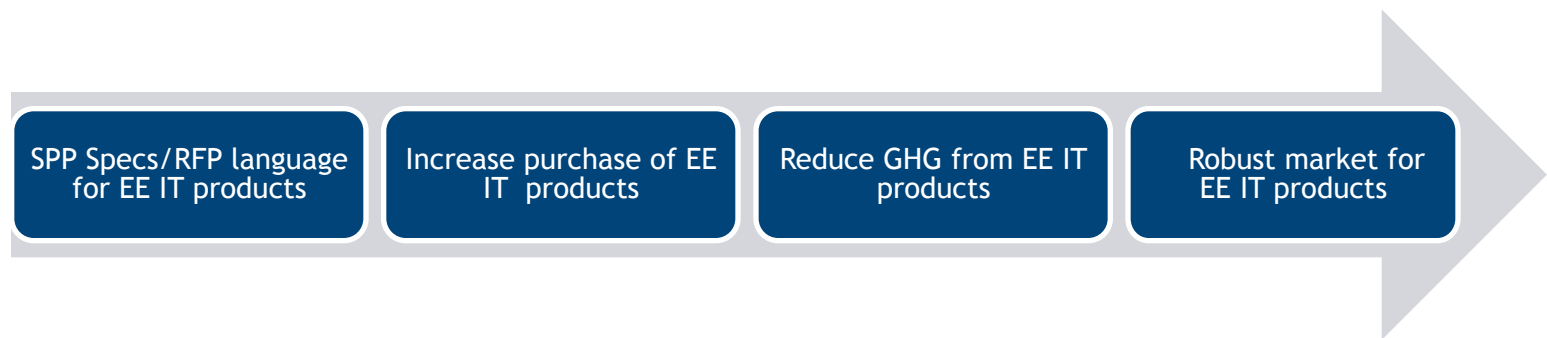 SPP Specs/RFP language
for EE IT products
Increase purchase of EE
IT products
Reduce GHG from EE IT
products
Robust market for
EE IT products